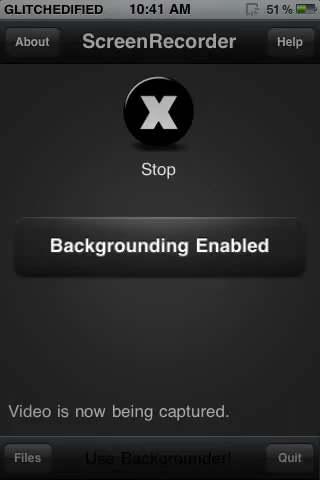 GLITCHEDIFIED 10:41 AM 51 %
About ScreenRecorder Help
X
Stop
Backgrounding Enabled
Video is now being captured.
Files Use Backgrounder! Quit